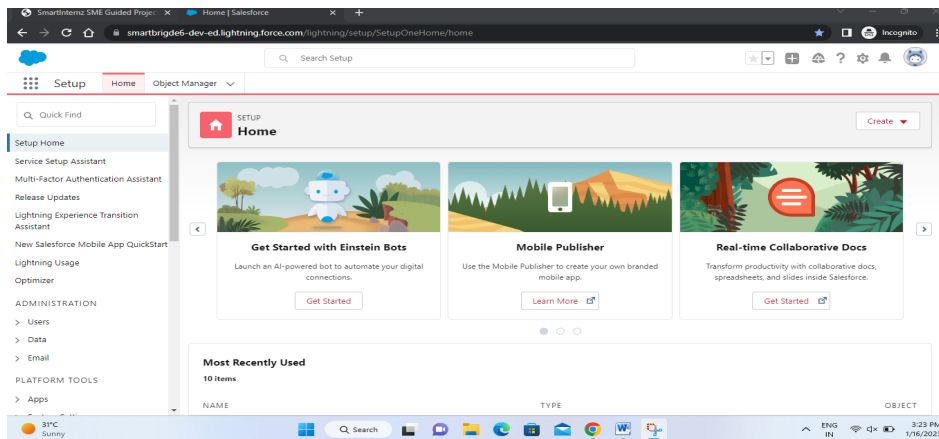 SmartInternz SME Guided Project
Home | Salesforce
smartbrigde6-dev-ed.lightning.force.com/lightning/setup/SetupOneHome/home
Incognito
Search Setup
Setup
Home
Object Manager
Quick Find
Setup Home
Service Setup Assistant
Multi-Factor Authentication Assistant
Release Updates
Lightning Experience Transition
Assistant
New Salesforce Mobile App QuickStart
Lightning Usage
Optimizer
ADMINISTRATION
Users
Data
Email
PLATFORM TOOLS
Apps
SETUP
Home
Create
Get Started with Einstein Bots
Launch an AI-powered bot to automate your digital
connections.
Get Started
Mobile Publisher
Use the Mobile Publisher to create your own branded
mobile app.
Learn More
Real-time Collaborative Docs
Transform productivity with collaborative docs,
spreadsheets, and slides inside Salesforce.
Get Started
Most Recently Used
10 items
NAME TYPE OBJECT
31°C
Sunny
Search
ENG
IN
3:23 PM
1/16/202